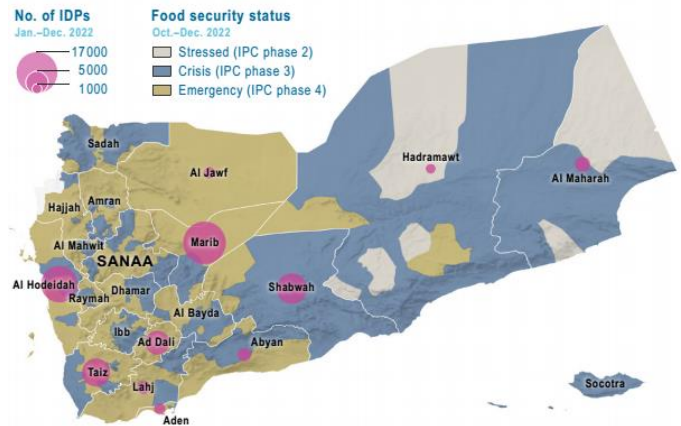 No. of IDPs
Jan.–Dec. 2022
17000
5000
1000
Food security status
Oct.–Dec. 2022
Stressed (IPC phase 2)
Crisis (IPC phase 3)
Emergency (IPC phase 4)
Sadah
Al Jawf
Hadramawt
Al Maharah
Hajjah
Amran
Al Mahwit
Marib
SANAA
Al Hodeidah
Raymah
Dhamar
Shabwah
Al Bayda
Ibb
Ad Dali
Abyan
Taiz
Lahj
Aden
Socotra